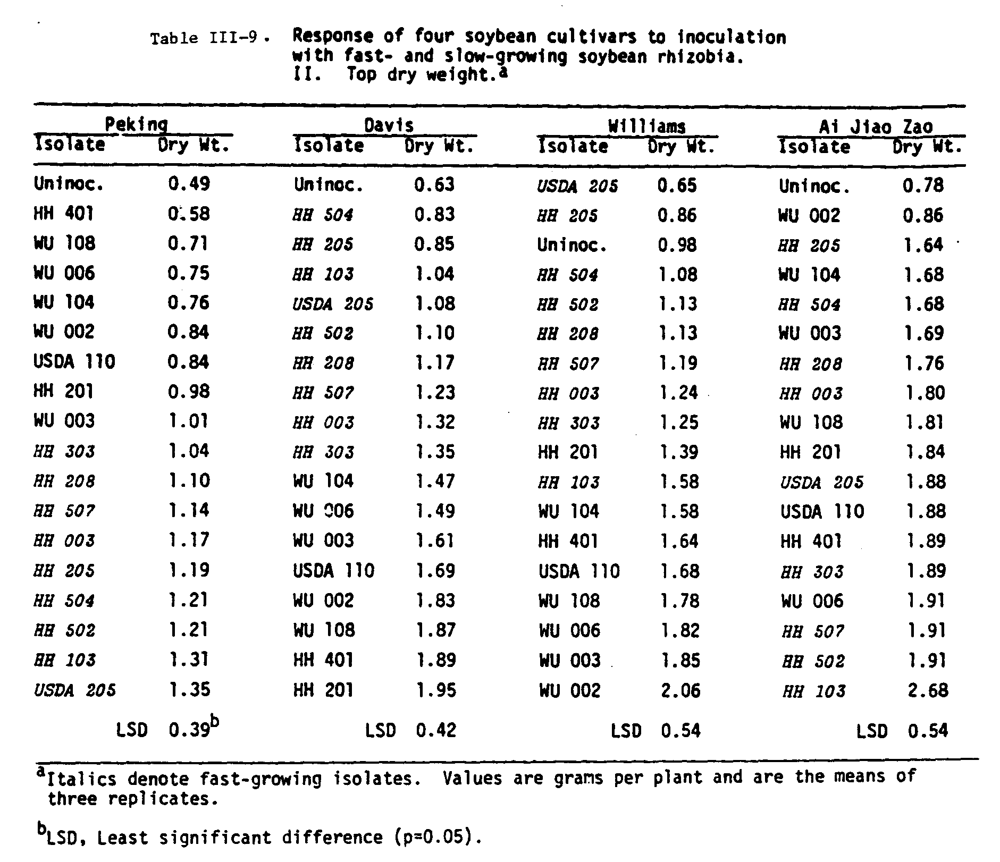 Table III-9. Response of four soybean cultivars to inoculation
with fast- and slow-growing soybean rhizobia.
II. Top dry weight.a
Peking Davis Williams Ai Jiao Zao
Isolate Dry Wt. Isolate Dry Wt. Isolate Dry Wt. Isolate Dry Wt.
Uninoc. 0.49 Uninoc. 0.63 USDA 205 0.65 Uninoc. 0.78
HH 401 0.58 HH 504 0.83 HH 205 0.86 WU 002 0.86
WU 108 0.71 HH 205 0.85 Uninoc. 0.98 HH 205 1.64
WU 006 0.75 HH 103 1.04 HH 504 1.08 WU 104 1.68
WU 104 0.76 USDA 205 1.08 HH 502 1.13 HH 504 1.68
WU 002 0.84 HH 502 1.10 HH 208 1.13 WU 003 1.69
USDA 110 0.84 HH 208 1.17 HH 507 1.19 HH 208 1.76
HH 201 0.98 HH 507 1.23 HH 003 1.24 HH 003 1.80
WU 003 1.01 HH 003 1.32 HH 303 1.25 WU 108 1.81
HH 303 1.04 HH 303 1.35 HH 201 1.39 HH 201 1.84
HH 208 1.10 WU 104 1.47 HH 103 1.58 USDA 205 1.88
HH 507 1.14 WU 006 1.49 WU 104 1.58 USDA 110 1.88
HH 003 1.17 WU 003 1.61 HH 401 1.64 HH 401 1.89
HH 205 1.19 USDA 110 1.69 USDA 110 1.68 HH 303 1.89
HH 504 1.21 WU 002 1.83 WU 108 1.78 WU 006 1.91
HH 502 1.21 WU 108 1.87 WU 006 1.82 HH 507 1.91
HH 103 1.31 HH 401 1.89 WU 003 1.85 HH 502 1.91
USDA 205 1.35 HH 201 1.95 WU 002 2.06 HH 103 2.68
LSD 0.39b LSD 0.42 LSD 0.54 LSD 0.54
aItalics denote fast-growing isolates. Values are grams per plant and are the means of
three replicates.
bLSD, Least significant difference (p=0.05).